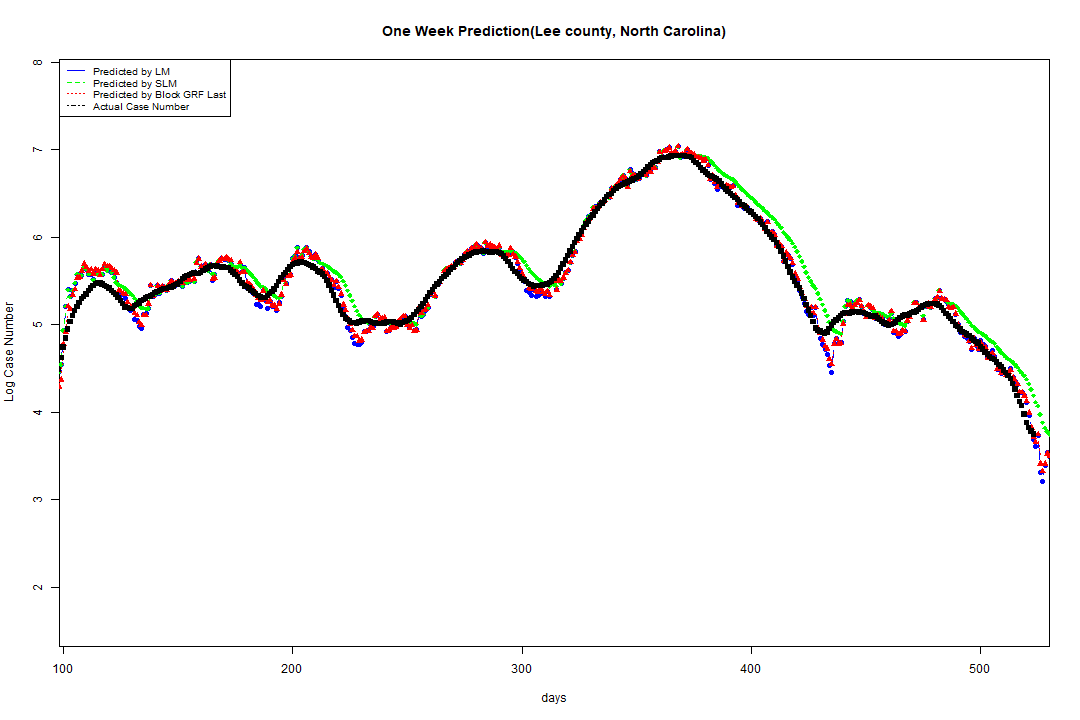 One Week Prediction(Lee county, North Carolina)
Predicted by LM
Predicted by SLM
Predicted by Block GRF Last
Actual Case Number
8
7
6
5
4
3
2
Log Case Number
100 200 300 400 500
days